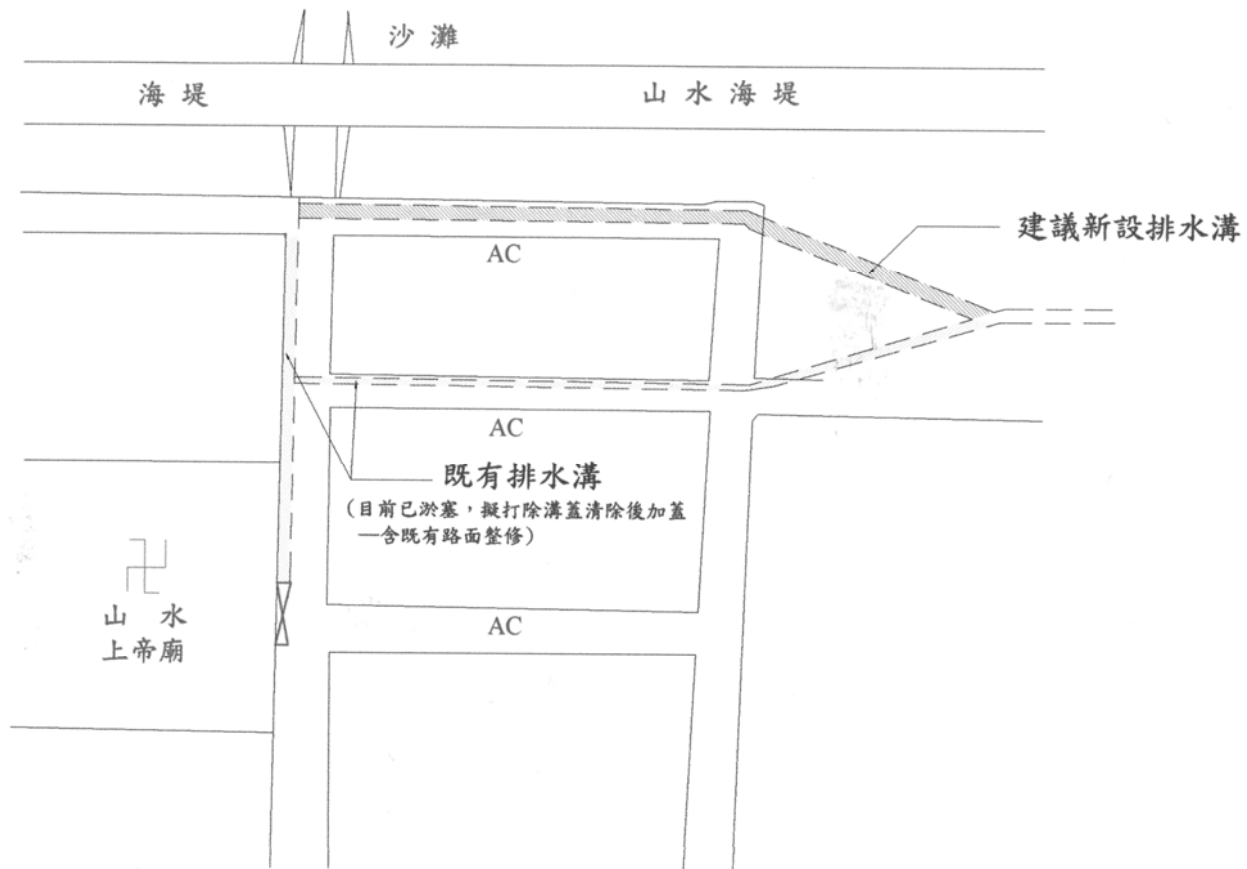 沙灘
海堤
山水海堤
建議新設排水溝
AC
AC
既有排水溝
(目前已淤塞，擬打除溝蓋清除後加蓋
—含既有路面整修)
山水
上帝廟
AC